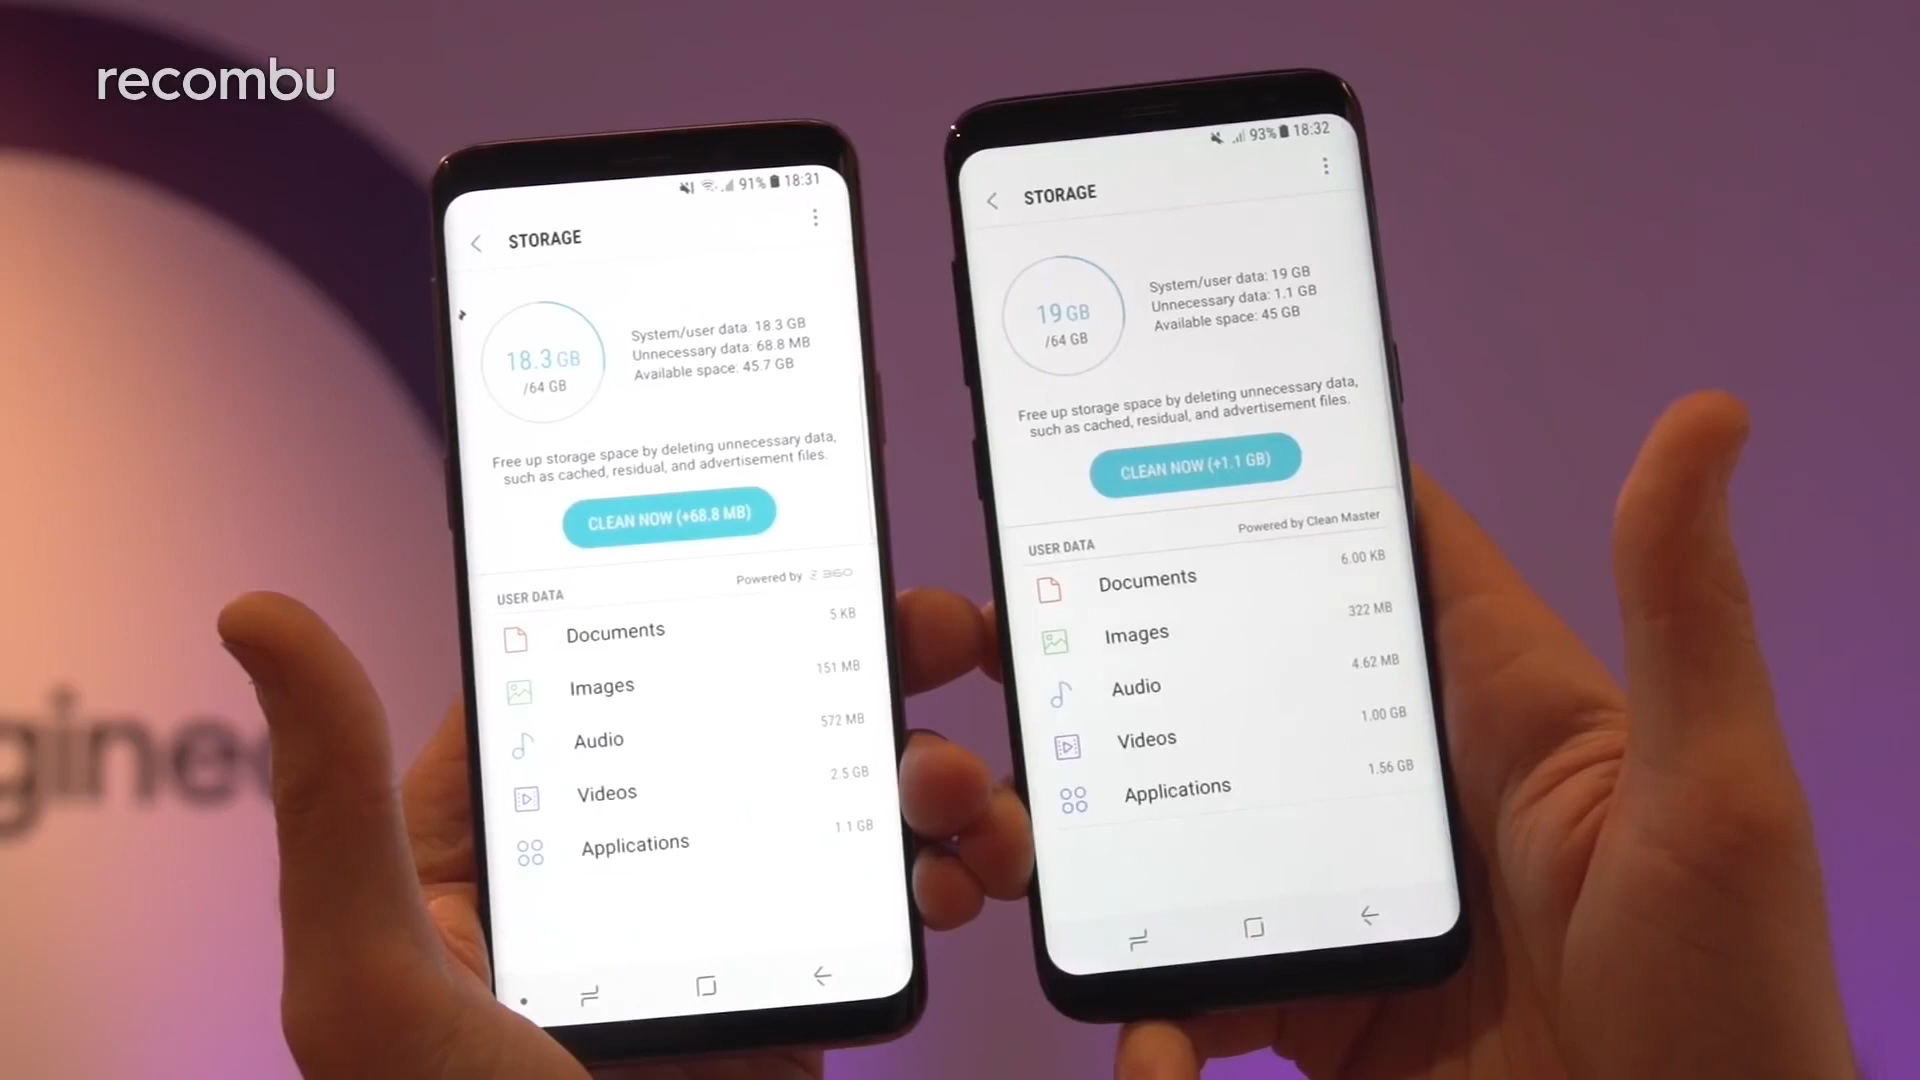 recombu
91% 18:31
STORAGE
18.3 GB
/64 GB
System/user data: 18.3 GB
Unnecessary data: 68.8 MB
Available space: 45.7 GB
Free up storage space by deleting unnecessary data,
such as cached, residual, and advertisement files.
CLEAN NOW (+68.8 MB)
USER DATA
Powered by 360
Documents 5 KB
Images 151 MB
Audio 572 MB
Videos 2.5 GB
Applications 1.1 GB
93% 18:32
STORAGE
19 GB
/64 GB
System/user data: 19 GB
Unnecessary data: 1.1 GB
Available space: 45 GB
Free up storage space by deleting unnecessary data,
such as cached, residual, and advertisement files.
CLEAN NOW (+1.1 GB)
USER DATA
Powered by Clean Master
Documents 6.00 KB
Images 322 MB
Audio 4.62 MB
Videos 1.00 GB
Applications 1.56 GB